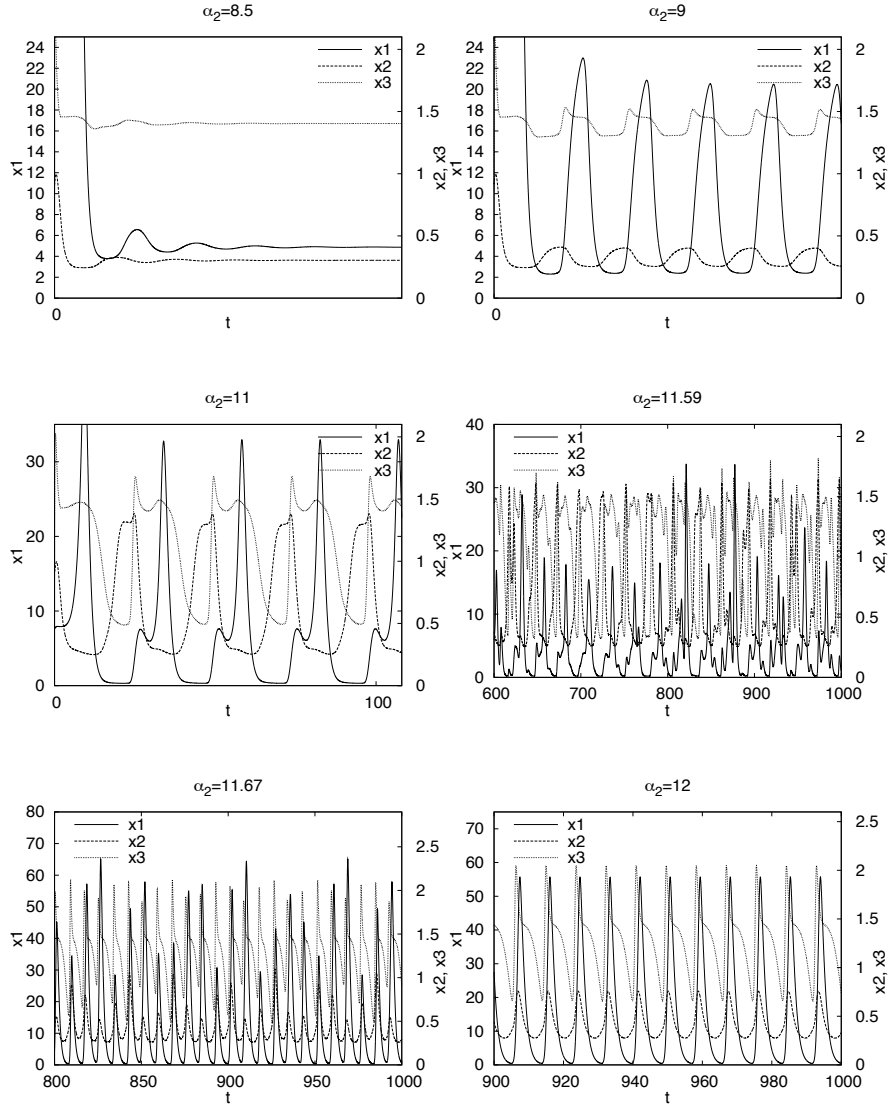 α2=8.5
24
22
20
18
16
14
12
10
8
6
4
2
0
x1
x1
x2
x3
2
1.5
1
0.5
0
x2, x3
0
t
α2=9
24
22
20
18
16
14
12
10
8
6
4
2
0
x1
x1
x2
x3
2
1.5
1
0.5
0
x2, x3
0
t
α2=11
30
20
10
0
x1
x1
x2
x3
2
1.5
1
0.5
0
x2, x3
0 100
t
α2=11.59
40
30
20
10
0
x1
x1
x2
x3
2
1.5
1
0.5
0
x2, x3
600 700 800 900 1000
t
α2=11.67
80
70
60
50
40
30
20
10
0
x1
x1
x2
x3
2.5
2
1.5
1
0.5
0
x2, x3
800 850 900 950 1000
t
α2=12
70
60
50
40
30
20
10
0
x1
x1
x2
x3
2.5
2
1.5
1
0.5
0
x2, x3
900 920 940 960 980 1000
t